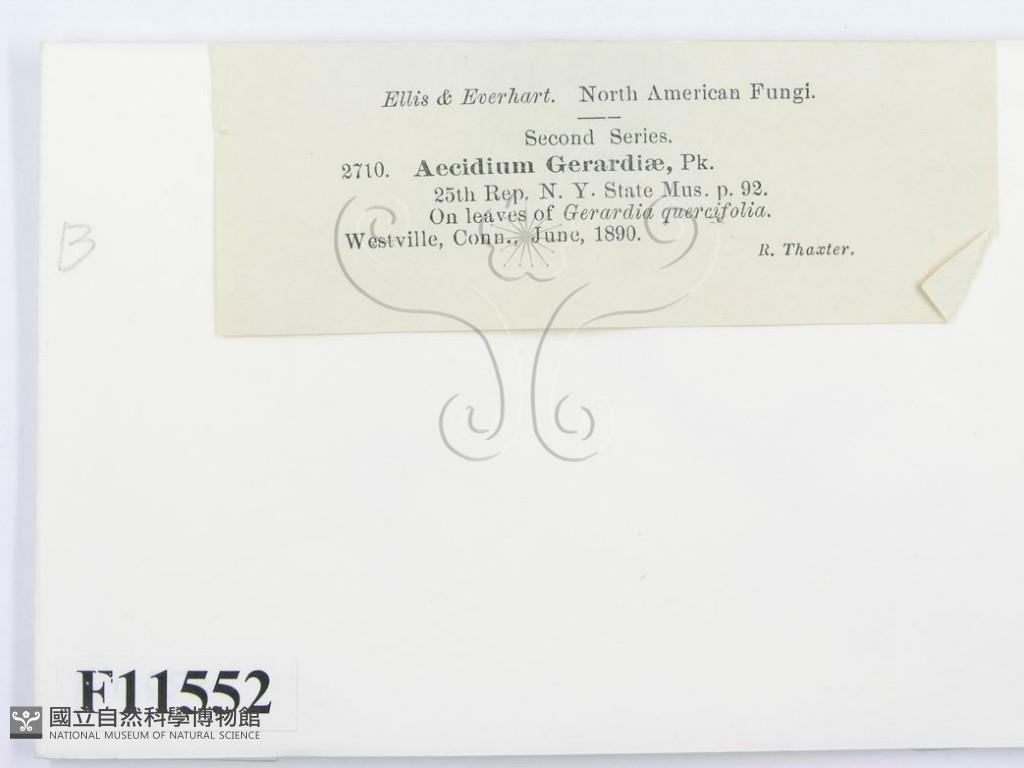 Ellis & Everhart. North American Fungi.
Second Series.
2710. Aecidium Gerardiæ, Pk.
25th Rep. N. Y. State Mus. p. 92.
On leaves of Gerardia quercifolia.
Westville, Conn., June, 1890.
R. Thaxter.
B
F11552
國立自然科學博物館
NATIONAL MUSEUM OF NATURAL SCIENCE